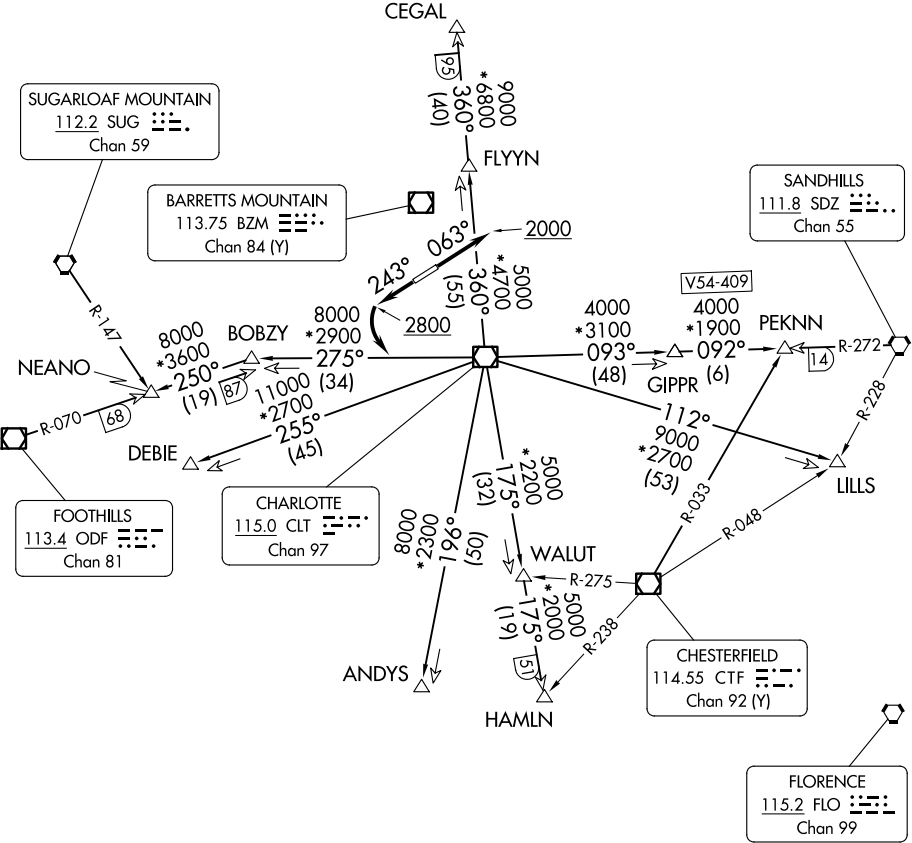 CEGAL
95
360°
(40)
9000
*6800
FLYYN
SUGARLOAF MOUNTAIN
112.2 SUG
Chan 59
BARRETTS MOUNTAIN
113.75 BZM
Chan 84 (Y)
SANDHILLS
111.8 SDZ
Chan 55
243°
063°
2000
2800
360°
(55)
5000
*4700
R-147
NEANO
8000
*3600
250°
(19)
87
BOBZY
8000
*2900
275°
(34)
4000
*3100
093°
(48)
GIPPR
V54-409
4000
*1900
092°
(6)
PEKNN
14
R-272
R-228
R-070
68
DEBIE
11000
*2700
255°
(45)
112°
9000
*2700
(53)
LILLS
R-033
R-048
FOOTHILLS
113.4 ODF
Chan 81
CHARLOTTE
115.0 CLT
Chan 97
8000
*2300
196°
(50)
5000
*2200
175°
(32)
WALUT
R-275
5000
*2000
175°
(19)
51
R-238
ANDYS
HAMLN
CHESTERFIELD
114.55 CTF
Chan 92 (Y)
FLORENCE
115.2 FLO
Chan 99